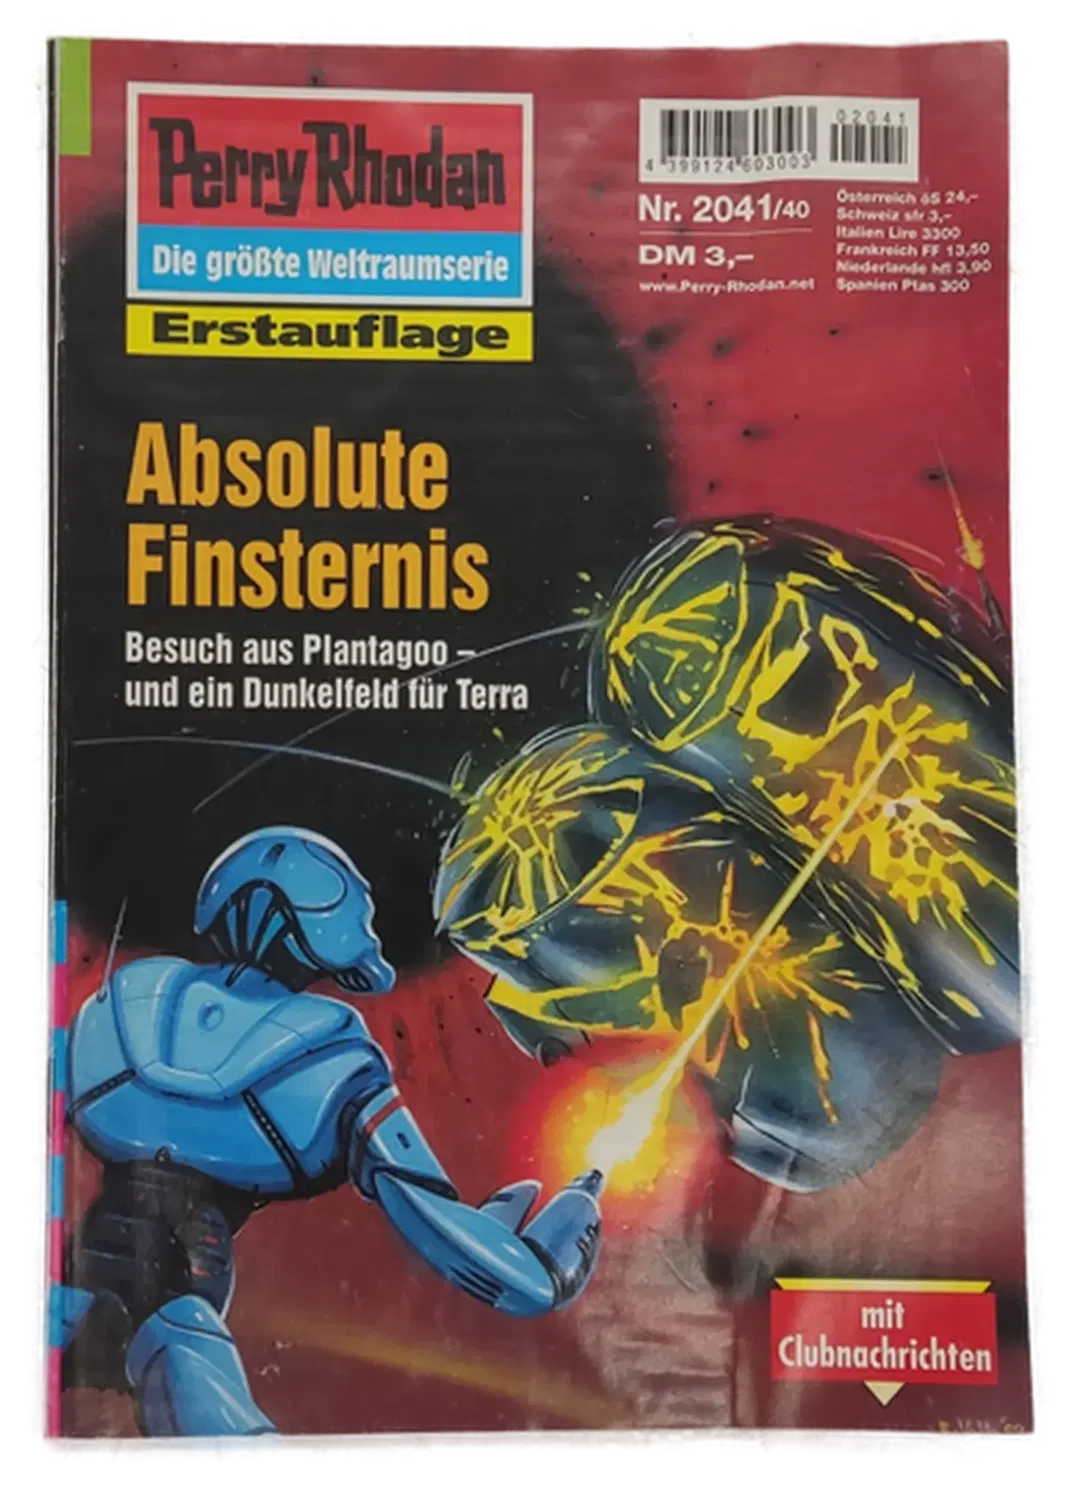 Perry Rhodan
Die größte Weltraumserie
Erstauflage
02041
4 399124 603003
Nr. 2041/40
DM 3,–
www.Perry-Rhodan.net
Österreich öS 24,-
Schweiz sfr 3,-
Italien Lire 3300
Frankreich FF 13,50
Niederlande hfl 3,90
Spanien Ptas 300
Absolute
Finsternis
Besuch aus Plantagoo –
und ein Dunkelfeld für Terra
mit
Clubnachrichten